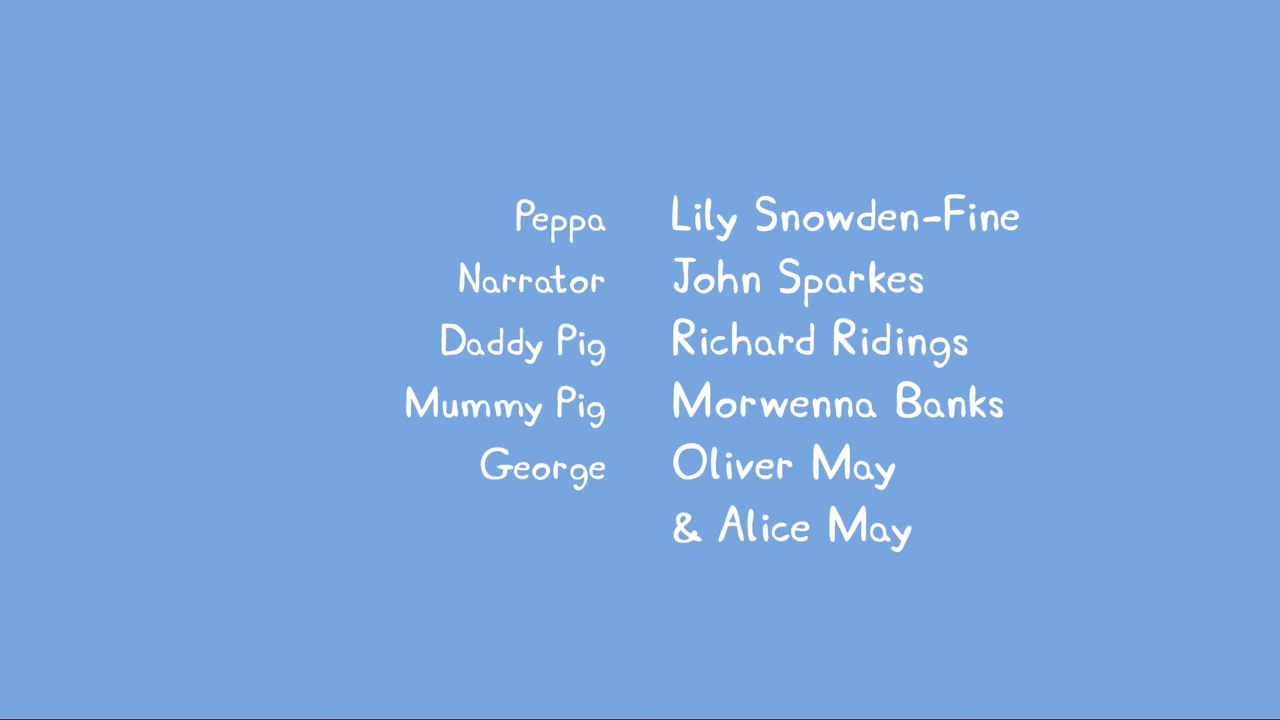 Peppa Lily Snowden-Fine
Narrator John Sparkes
Daddy Pig Richard Ridings
Mummy Pig Morwenna Banks
George Oliver May
& Alice May